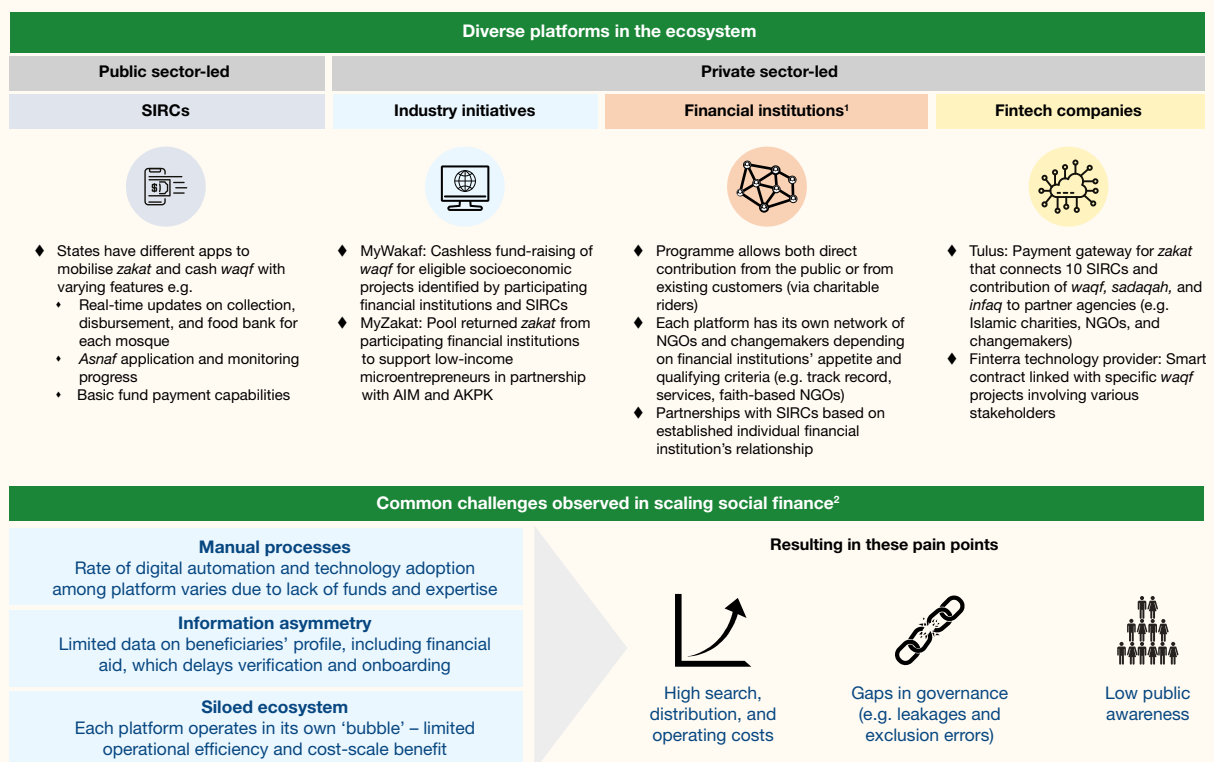 Diverse platforms in the ecosystem
Public sector-led
Private sector-led
SIRCs
Industry initiatives
Financial institutions¹
Fintech companies
♦ States have different apps to
mobilise zakat and cash waqf with
varying features e.g.
♦ Real-time updates on collection,
disbursement, and food bank for
each mosque
♦ Asnaf application and monitoring
progress
♦ Basic fund payment capabilities
♦ MyWakaf: Cashless fund-raising of
waqf for eligible socioeconomic
projects identified by participating
financial institutions and SIRCs
♦ MyZakat: Pool returned zakat from
participating financial institutions
to support low-income
microentrepreneurs in partnership
with AIM and AKPK
♦ Programme allows both direct
contribution from the public or from
existing customers (via charitable
riders)
♦ Each platform has its own network of
NGOs and changemakers depending
on financial institutions' appetite and
qualifying criteria (e.g. track record,
services, faith-based NGOs)
♦ Partnerships with SIRCs based on
established individual financial
institution's relationship
♦ Tulus: Payment gateway for zakat
that connects 10 SIRCs and
contribution of waqf, sadaqah, and
infaq to partner agencies (e.g.
Islamic charities, NGOs, and
changemakers)
♦ Finterra technology provider: Smart
contract linked with specific waqf
projects involving various
stakeholders
Common challenges observed in scaling social finance²
Manual processes
Rate of digital automation and technology adoption
among platform varies due to lack of funds and expertise
Information asymmetry
Limited data on beneficiaries' profile, including financial
aid, which delays verification and onboarding
Siloed ecosystem
Each platform operates in its own 'bubble' – limited
operational efficiency and cost-scale benefit
Resulting in these pain points
High search,
distribution, and
operating costs
Gaps in governance
(e.g. leakages and
exclusion errors)
Low public
awareness